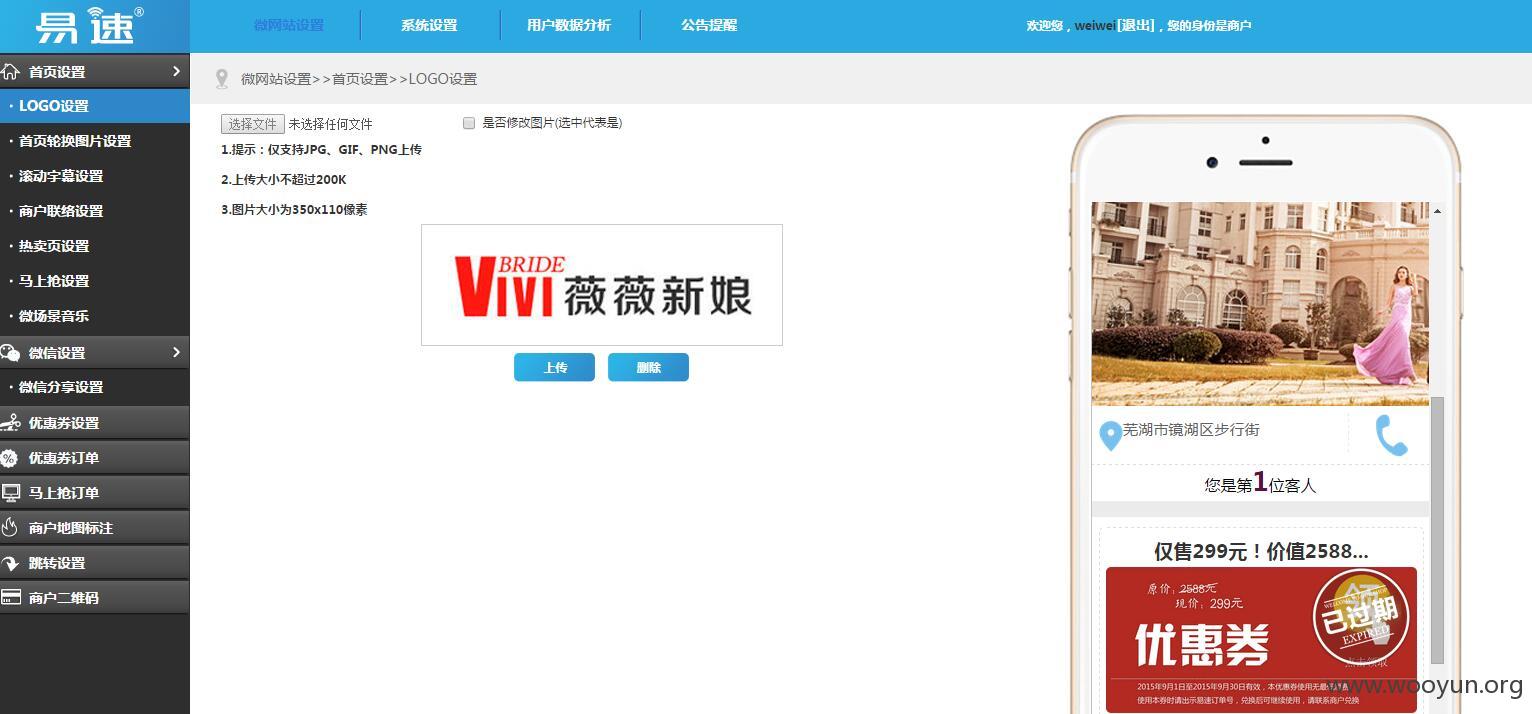 易速®
微网站设置
系统设置
用户数据分析
公告提醒
欢迎您，weiwei[退出]，您的身份是商户
首页设置
· LOGO设置
· 首页轮换图片设置
· 滚动字幕设置
· 商户联络设置
· 热卖页设置
· 马上抢设置
· 微场景音乐
微信设置
· 微信分享设置
优惠券设置
优惠券订单
马上抢订单
商户地图标注
跳转设置
商户二维码
微网站设置>>首页设置>>LOGO设置
选择文件 未选择任何文件
是否修改图片(选中代表是)
1.提示：仅支持JPG、GIF、PNG上传
2.上传大小不超过200K
3.图片大小为350x110像素
VIVI BRIDE 薇薇新娘
上传
删除
芜湖市镜湖区步行街
您是第1位客人
仅售299元！价值2588...
原价：2588元
现价：299元
优惠券
已过期
EXPIRED
点击领取
2015年9月1日至2015年9月30日有效，本优惠券使用无最
使用本券时请出示易速订单号，兑换后可继续使用，请联系商户兑换
www.wooyun.org